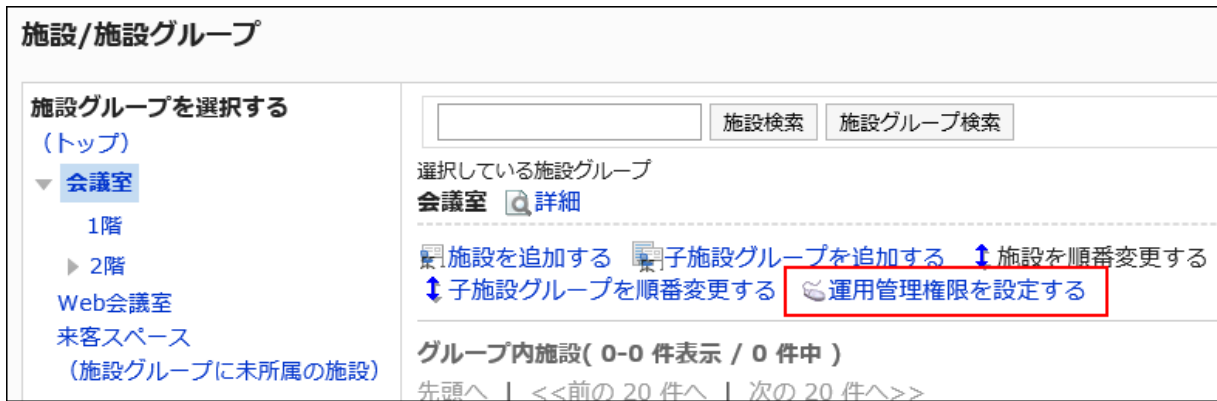 施設/施設グループ
施設グループを選択する
(トップ)
会議室
1階
2階
Web会議室
来客スペース
(施設グループに未所属の施設)
施設検索 施設グループ検索
選択している施設グループ
会議室 詳細
施設を追加する 子施設グループを追加する 施設を順番変更する
子施設グループを順番変更する 運用管理権限を設定する
グループ内施設( 0-0 件表示 / 0 件中 )
先頭へ | <<前の 20 件へ | 次の 20 件へ>>